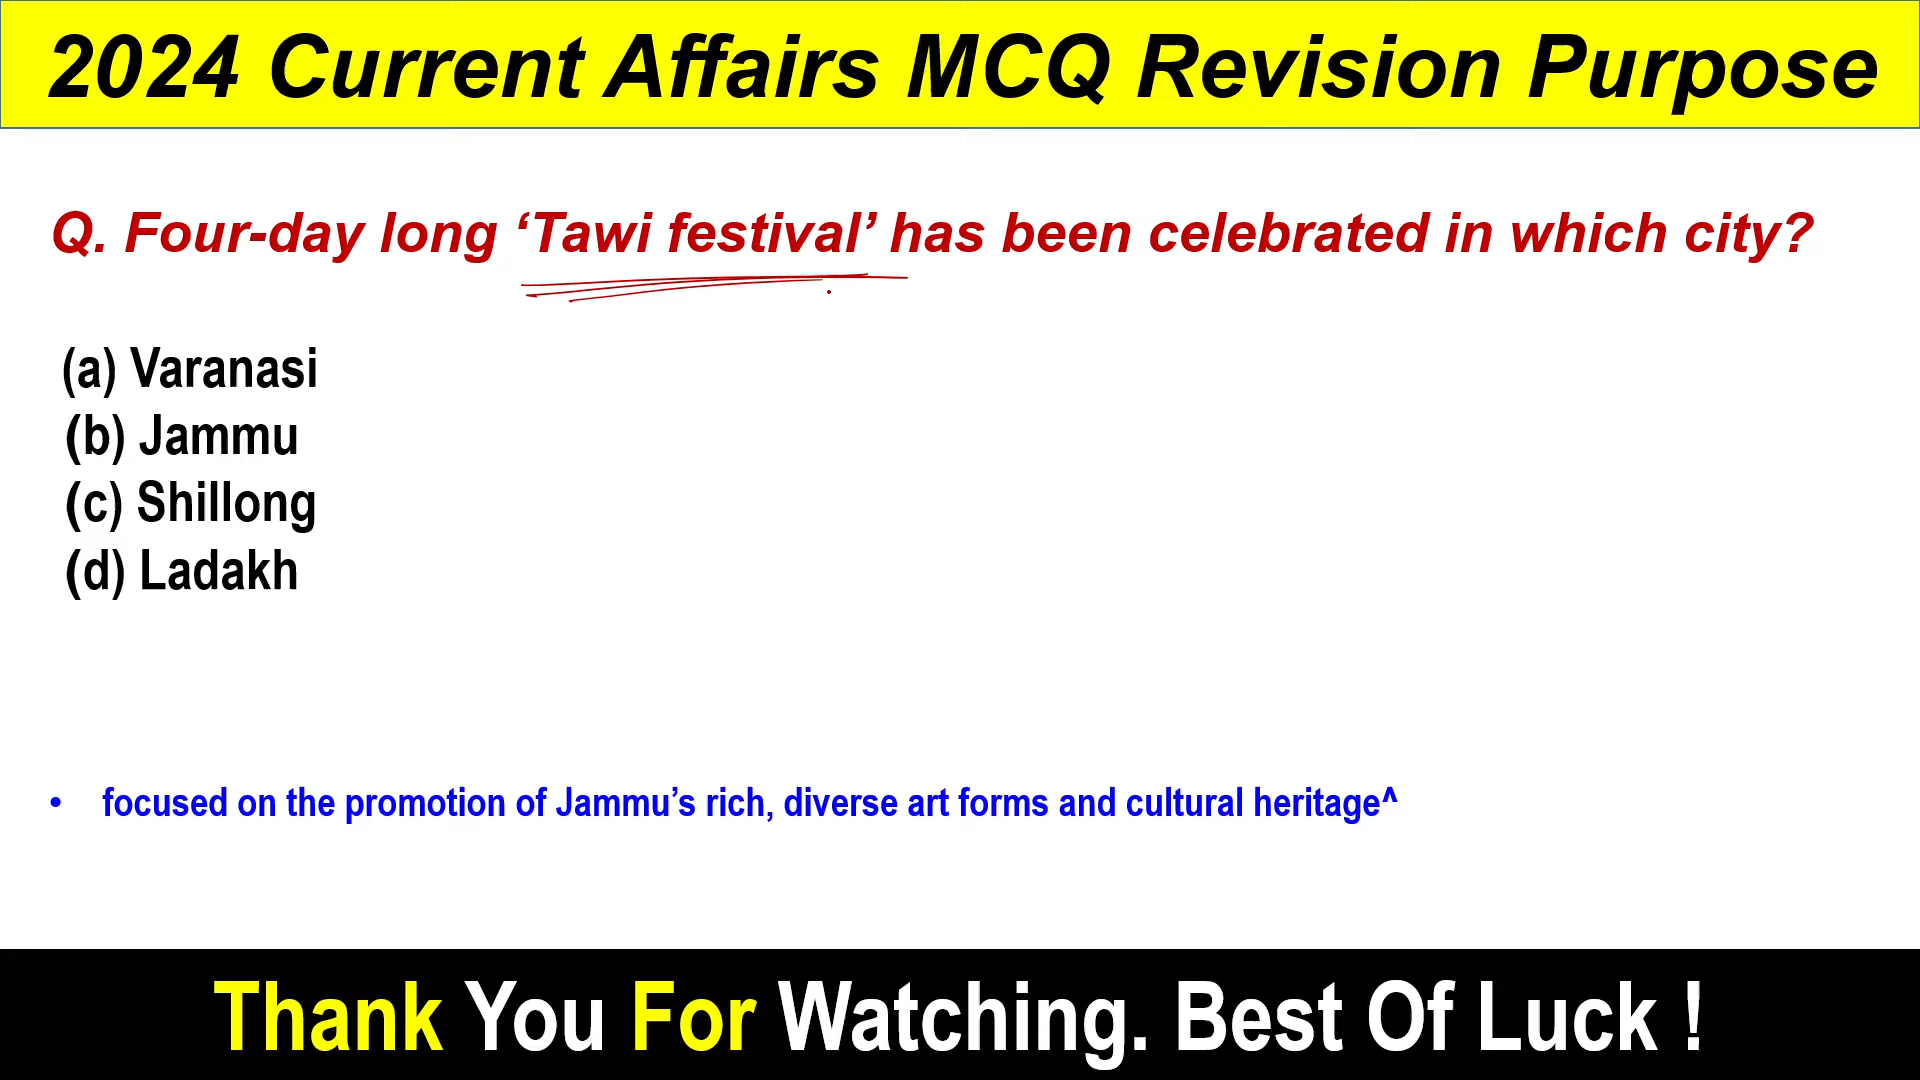 2024 Current Affairs MCQ Revision Purpose
Q. Four-day long ‘Tawi festival’ has been celebrated in which city?
(a) Varanasi
(b) Jammu
(c) Shillong
(d) Ladakh
• focused on the promotion of Jammu’s rich, diverse art forms and cultural heritage^
Thank You For Watching. Best Of Luck !